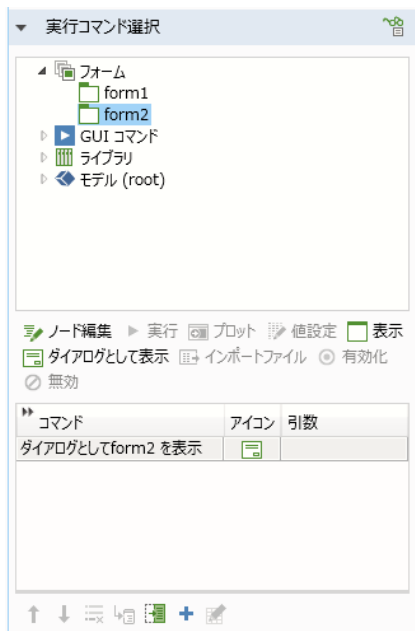 実行コマンド選択
フォーム
form1
form2
GUI コマンド
ライブラリ
モデル (root)
ノード編集 実行 プロット 値設定 表示
ダイアログとして表示 インポートファイル 有効化
無効
コマンド アイコン 引数
ダイアログとしてform2 を表示